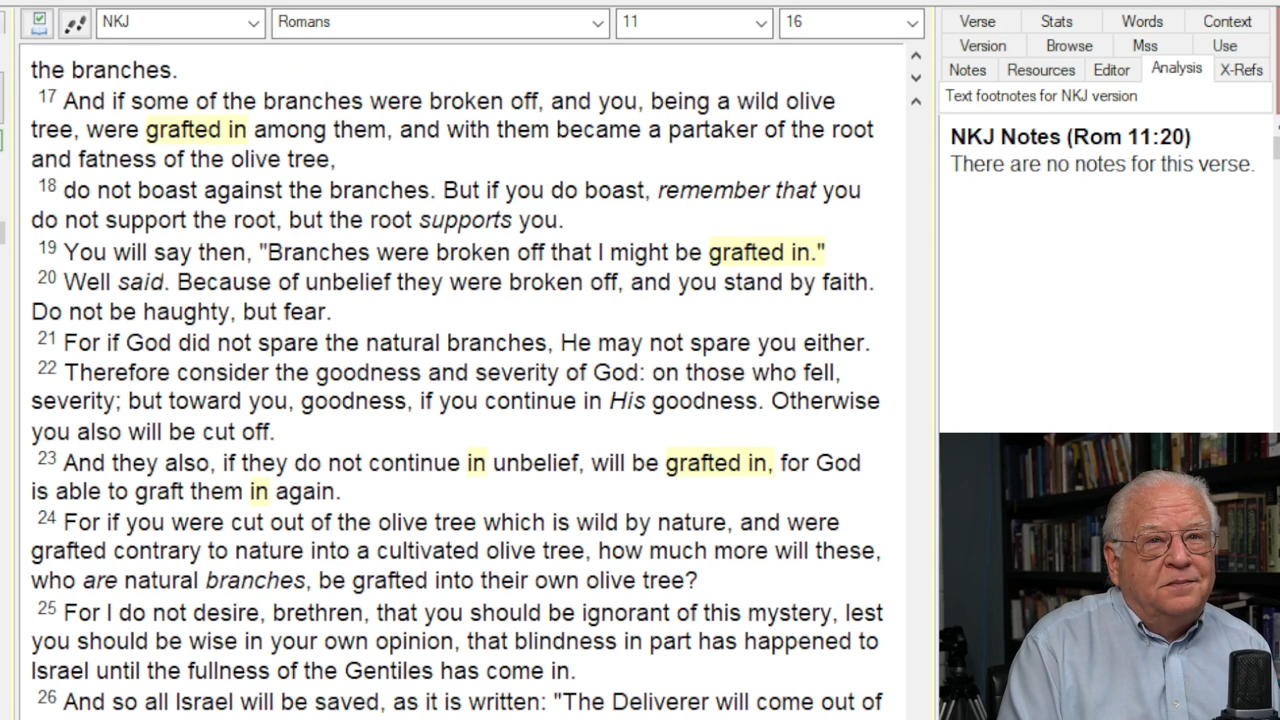 NKJ Romans 11 16
the branches.
17 And if some of the branches were broken off, and you, being a wild olive
tree, were grafted in among them, and with them became a partaker of the root
and fatness of the olive tree,
18 do not boast against the branches. But if you do boast, remember that you
do not support the root, but the root supports you.
19 You will say then, "Branches were broken off that I might be grafted in."
20 Well said. Because of unbelief they were broken off, and you stand by faith.
Do not be haughty, but fear.
21 For if God did not spare the natural branches, He may not spare you either.
22 Therefore consider the goodness and severity of God: on those who fell,
severity; but toward you, goodness, if you continue in His goodness. Otherwise
you also will be cut off.
23 And they also, if they do not continue in unbelief, will be grafted in, for God
is able to graft them in again.
24 For if you were cut out of the olive tree which is wild by nature, and were
grafted contrary to nature into a cultivated olive tree, how much more will these,
who are natural branches, be grafted into their own olive tree?
25 For I do not desire, brethren, that you should be ignorant of this mystery, lest
you should be wise in your own opinion, that blindness in part has happened to
Israel until the fullness of the Gentiles has come in.
26 And so all Israel will be saved, as it is written: "The Deliverer will come out of
Verse Stats Words Context
Version Browse Mss Use
Notes Resources Editor Analysis X-Refs
Text footnotes for NKJ version
NKJ Notes (Rom 11:20)
There are no notes for this verse.